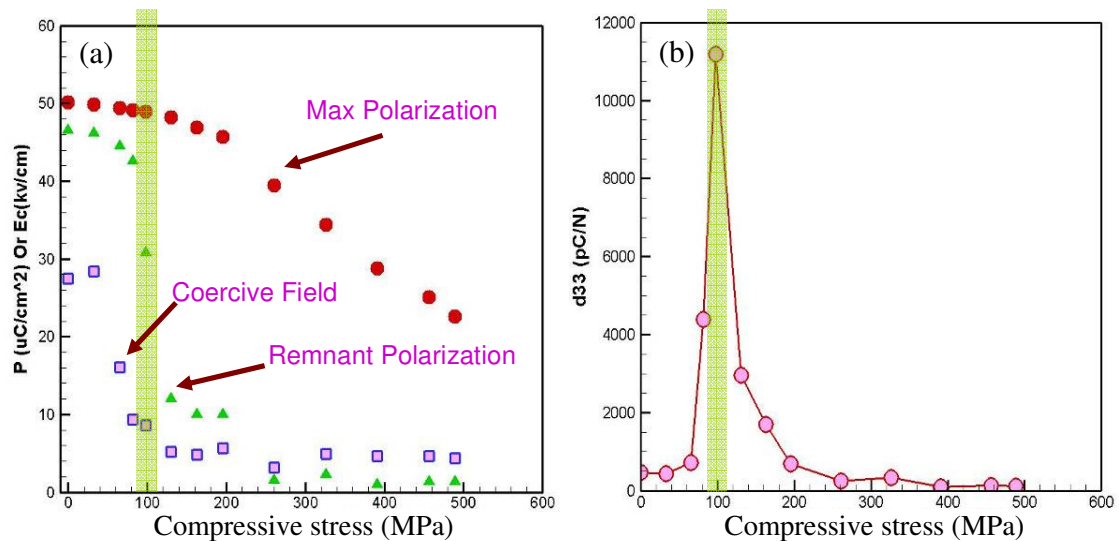 (a)
Max Polarization
Coercive Field
Remnant Polarization
P (uC/cm^2) Or Ec(kv/cm)
60
50
40
30
20
10
0
0 100 200 300 400 500 600
Compressive stress (MPa)
(b)
d33 (pC/N)
12000
10000
8000
6000
4000
2000
0
0 100 200 300 400 500 600
Compressive stress (MPa)